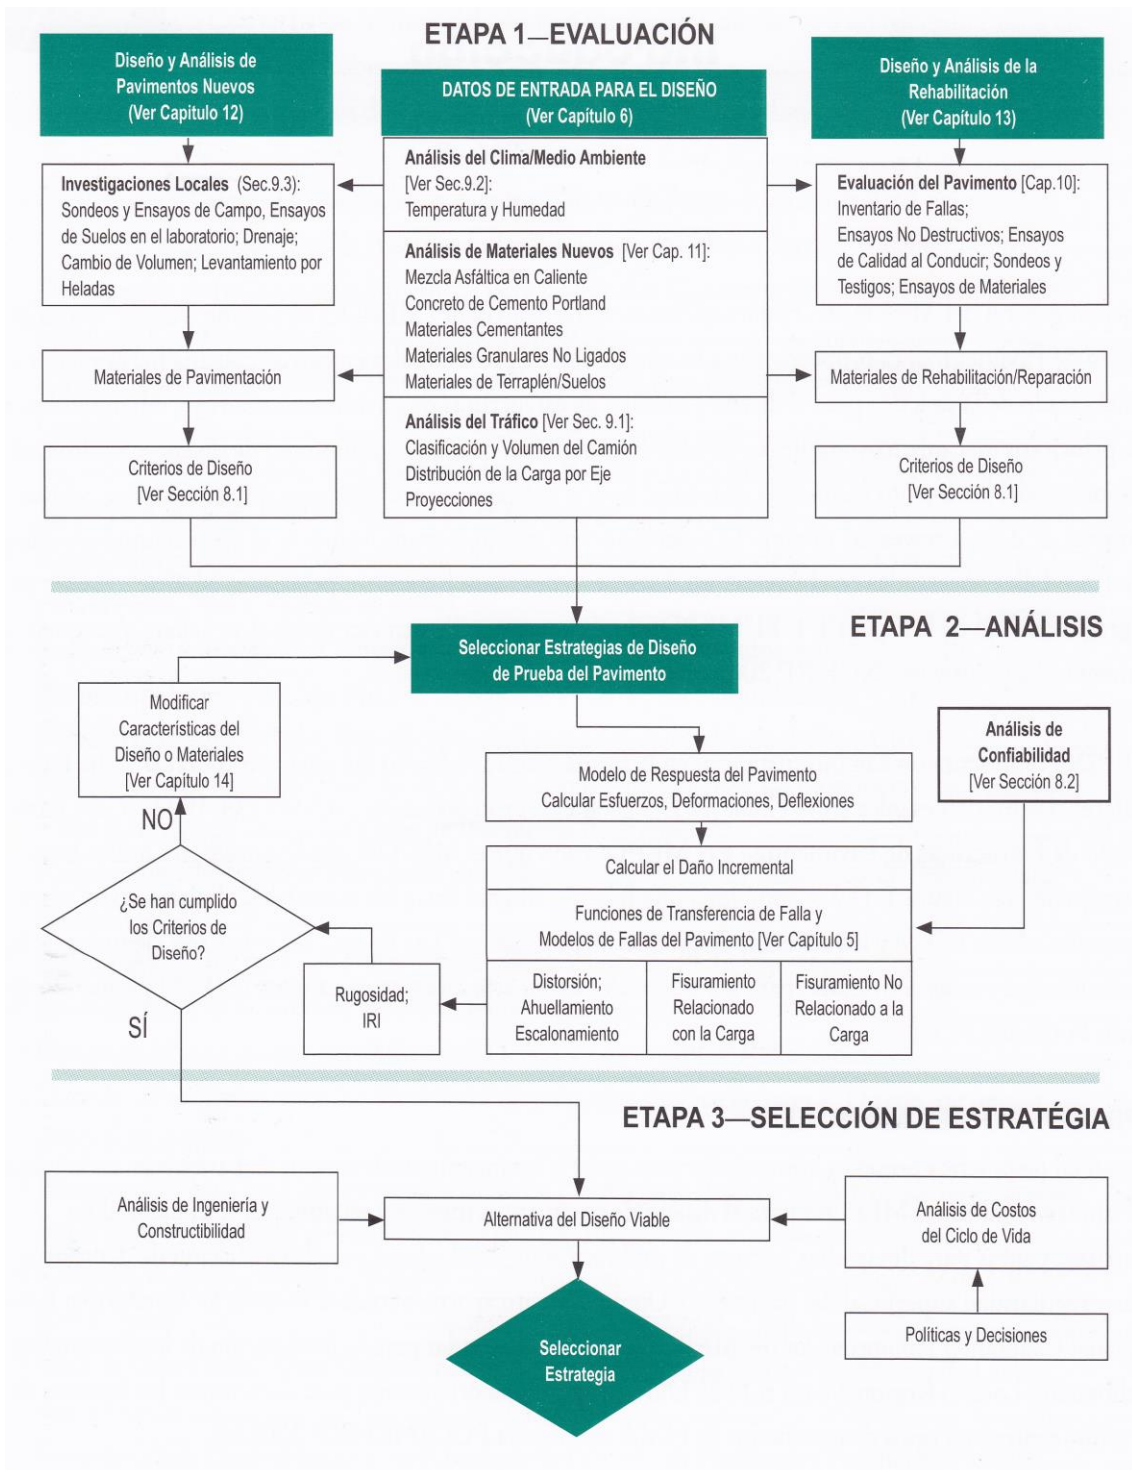 ETAPA 1—EVALUACIÓN
Diseño y Análisis de
Pavimentos Nuevos
(Ver Capitulo 12)
DATOS DE ENTRADA PARA EL DISEÑO
(Ver Capítulo 6)
Diseño y Análisis de la
Rehabilitación
(Ver Capítulo 13)
Investigaciones Locales (Sec.9.3):
Sondeos y Ensayos de Campo, Ensayos
de Suelos en el laboratorio; Drenaje;
Cambio de Volumen; Levantamiento por
Heladas
Análisis del Clima/Medio Ambiente
[Ver Sec.9.2]:
Temperatura y Humedad
Evaluación del Pavimento [Cap.10]:
Inventario de Fallas;
Ensayos No Destructivos; Ensayos
de Calidad al Conducir; Sondeos y
Testigos; Ensayos de Materiales
Análisis de Materiales Nuevos [Ver Cap. 11]:
Mezcla Asfáltica en Caliente
Concreto de Cemento Portland
Materiales Cementantes
Materiales Granulares No Ligados
Materiales de Terraplén/Suelos
Materiales de Pavimentación
Materiales de Rehabilitación/Reparación
Análisis del Tráfico [Ver Sec. 9.1]:
Clasificación y Volumen del Camión
Distribución de la Carga por Eje
Proyecciones
Criterios de Diseño
[Ver Sección 8.1]
Criterios de Diseño
[Ver Sección 8.1]
ETAPA 2—ANÁLISIS
Seleccionar Estrategias de Diseño
de Prueba del Pavimento
Modificar
Características del
Diseño o Materiales
[Ver Capítulo 14]
Análisis de
Confiabilidad
[Ver Sección 8.2]
Modelo de Respuesta del Pavimento
Calcular Esfuerzos, Deformaciones, Deflexiones
NO
Calcular el Daño Incremental
¿Se han cumplido
los Criterios de
Diseño?
Funciones de Transferencia de Falla y
Modelos de Fallas del Pavimento [Ver Capítulo 5]
Rugosidad;
IRI
Distorsión;
Ahuellamiento
Escalonamiento
Fisuramiento
Relacionado
con la Carga
Fisuramiento No
Relacionado a la
Carga
SÍ
ETAPA 3—SELECCIÓN DE ESTRATÉGIA
Análisis de Ingeniería y
Constructibilidad
Alternativa del Diseño Viable
Análisis de Costos
del Ciclo de Vida
Políticas y Decisiones
Seleccionar
Estrategia